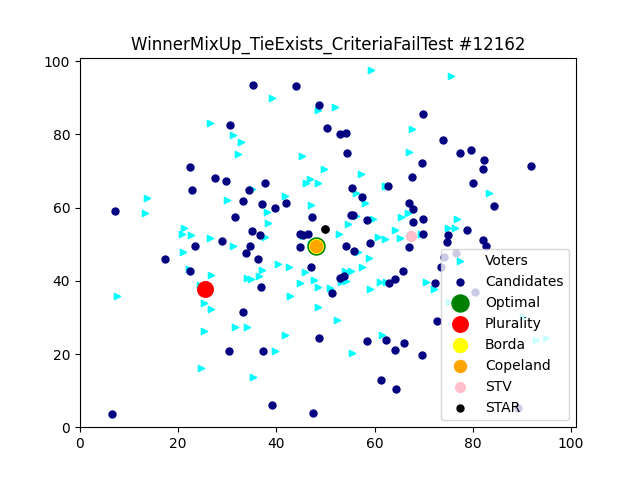 WinnerMixUp_TieExists_CriteriaFailTest #12162
100
80
60
40
20
0
0
20
40
60
80
100
Voters
Candidates
Optimal
Plurality
Borda
Copeland
STV
STAR